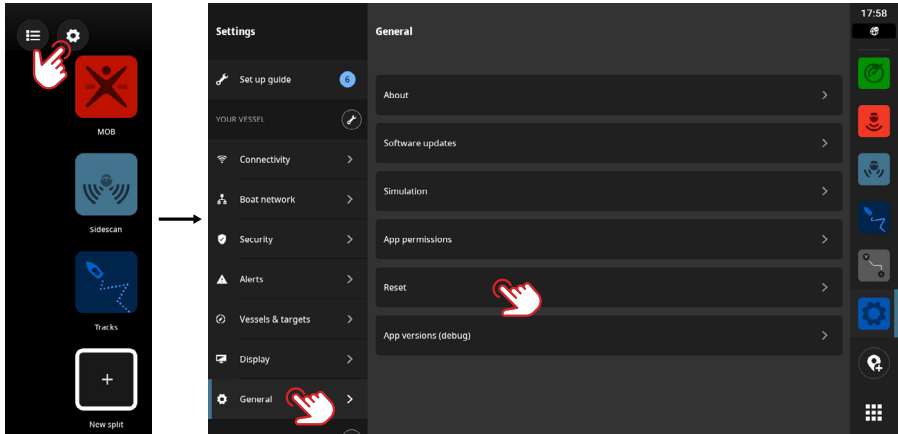 MOB
Sidescan
Tracks
+
New split
Settings
Set up guide
6
YOUR VESSEL
Connectivity
Boat network
Security
Alerts
Vessels & targets
Display
General
General
About
Software updates
Simulation
App permissions
Reset
App versions (debug)
17:58